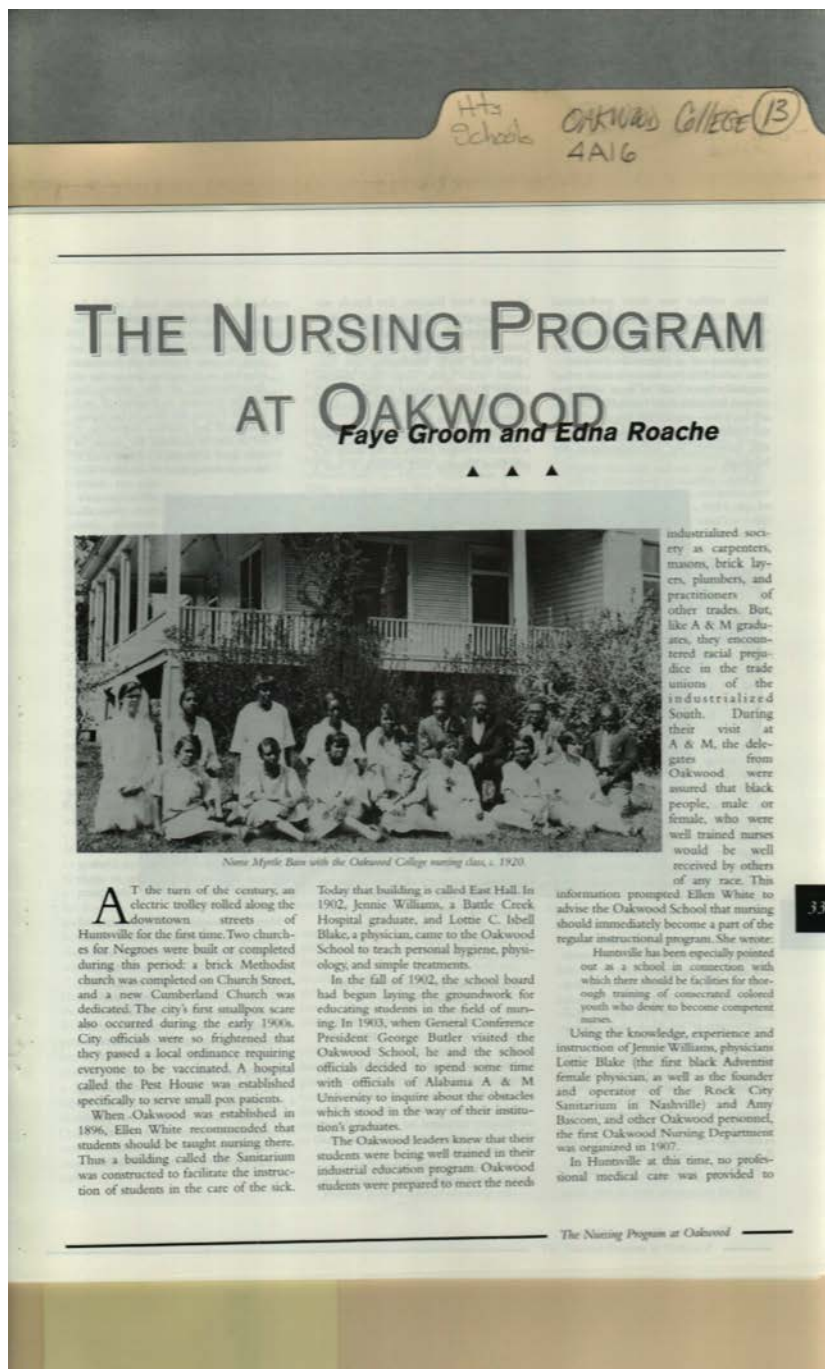 Hts
Schools
OAKWOOD COllEGE 13
4A16
THE NURSING PROGRAM
AT OAKWOOD
Faye Groom and Edna Roache
▲ ▲ ▲
Nurse Myrtle Bain with the Oakwood College nursing class, c. 1920.
AT the turn of the century, an
electric trolley rolled along the
downtown streets of
Huntsville for the first time. Two church-
es for Negroes were built or completed
during this period: a brick Methodist
church was completed on Church Street,
and a new Cumberland Church was
dedicated. The city's first smallpox scare
also occurred during the early 1900s.
City officials were so frightened that
they passed a local ordinance requiring
everyone to be vaccinated. A hospital
called the Pest House was established
specifically to serve small pox patients.
When Oakwood was established in
1896, Ellen White recommended that
students should be taught nursing there.
Thus a building called the Sanitarium
was constructed to facilitate the instruc-
tion of students in the care of the sick.
Today that building is called East Hall. In
1902, Jennie Williams, a Battle Creek
Hospital graduate, and Lottie C. Isbell
Blake, a physician, came to the Oakwood
School to teach personal hygiene, physi-
ology, and simple treatments.
In the fall of 1902, the school board
had begun laying the groundwork for
educating students in the field of nurs-
ing. In 1903, when General Conference
President George Butler visited the
Oakwood School, he and the school
officials decided to spend some time
with officials of Alabama A & M
University to inquire about the obstacles
which stood in the way of their institu-
tion's graduates.
The Oakwood leaders knew that their
students were being well trained in their
industrial education program. Oakwood
students were prepared to meet the needs
industrialized soci-
ety as carpenters,
masons, brick lay-
ers, plumbers, and
practitioners of
other trades. But,
like A & M gradu-
ates, they encoun-
tered racial preju-
dice in the trade
unions of the
industrialized
South. During
their visit at
A & M, the dele-
gates from
Oakwood were
assured that black
people, male or
female, who were
well trained nurses
would be well
received by others
of any race. This
information prompted Ellen White to
advise the Oakwood School that nursing
should immediately become a part of the
regular instructional program. She wrote:
Huntsville has been especially pointed
out as a school in connection with
which there should be facilities for thor-
ough training of consecrated colored
youth who desire to become competent
nurses.
Using the knowledge, experience and
instruction of Jennie Williams, physicians
Lottie Blake (the first black Adventist
female physician, as well as the founder
and operator of the Rock City
Sanitarium in Nashville) and Amy
Bascom, and other Oakwood personnel,
the first Oakwood Nursing Department
was organized in 1907.
In Huntsville at this time, no profes-
sional medical care was provided to
33
The Nursing Program at Oakwood